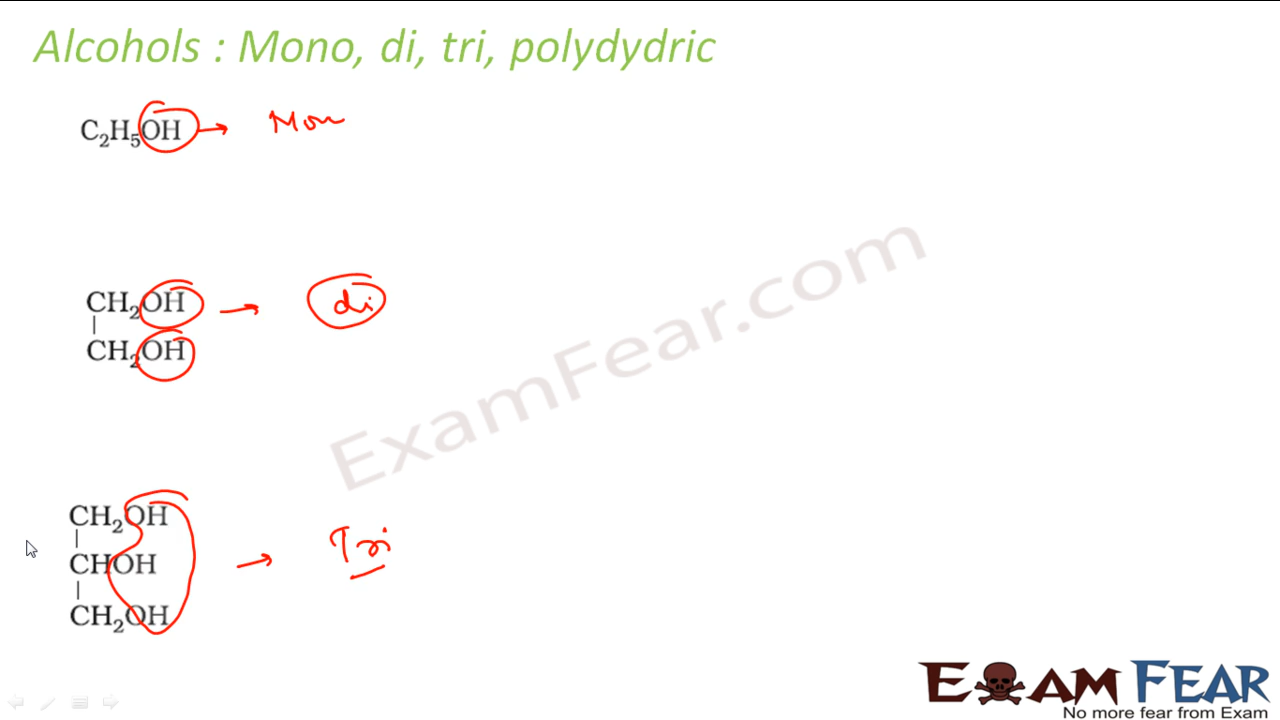 Alcohols : Mono, di, tri, polydydric
C₂H₅OH → Mon
CH₂OH → di
|
CH₂OH
CH₂OH
|
CHOH → Tri
|
CH₂OH
ExamFear.com
EXAM FEAR
No more fear from Exam